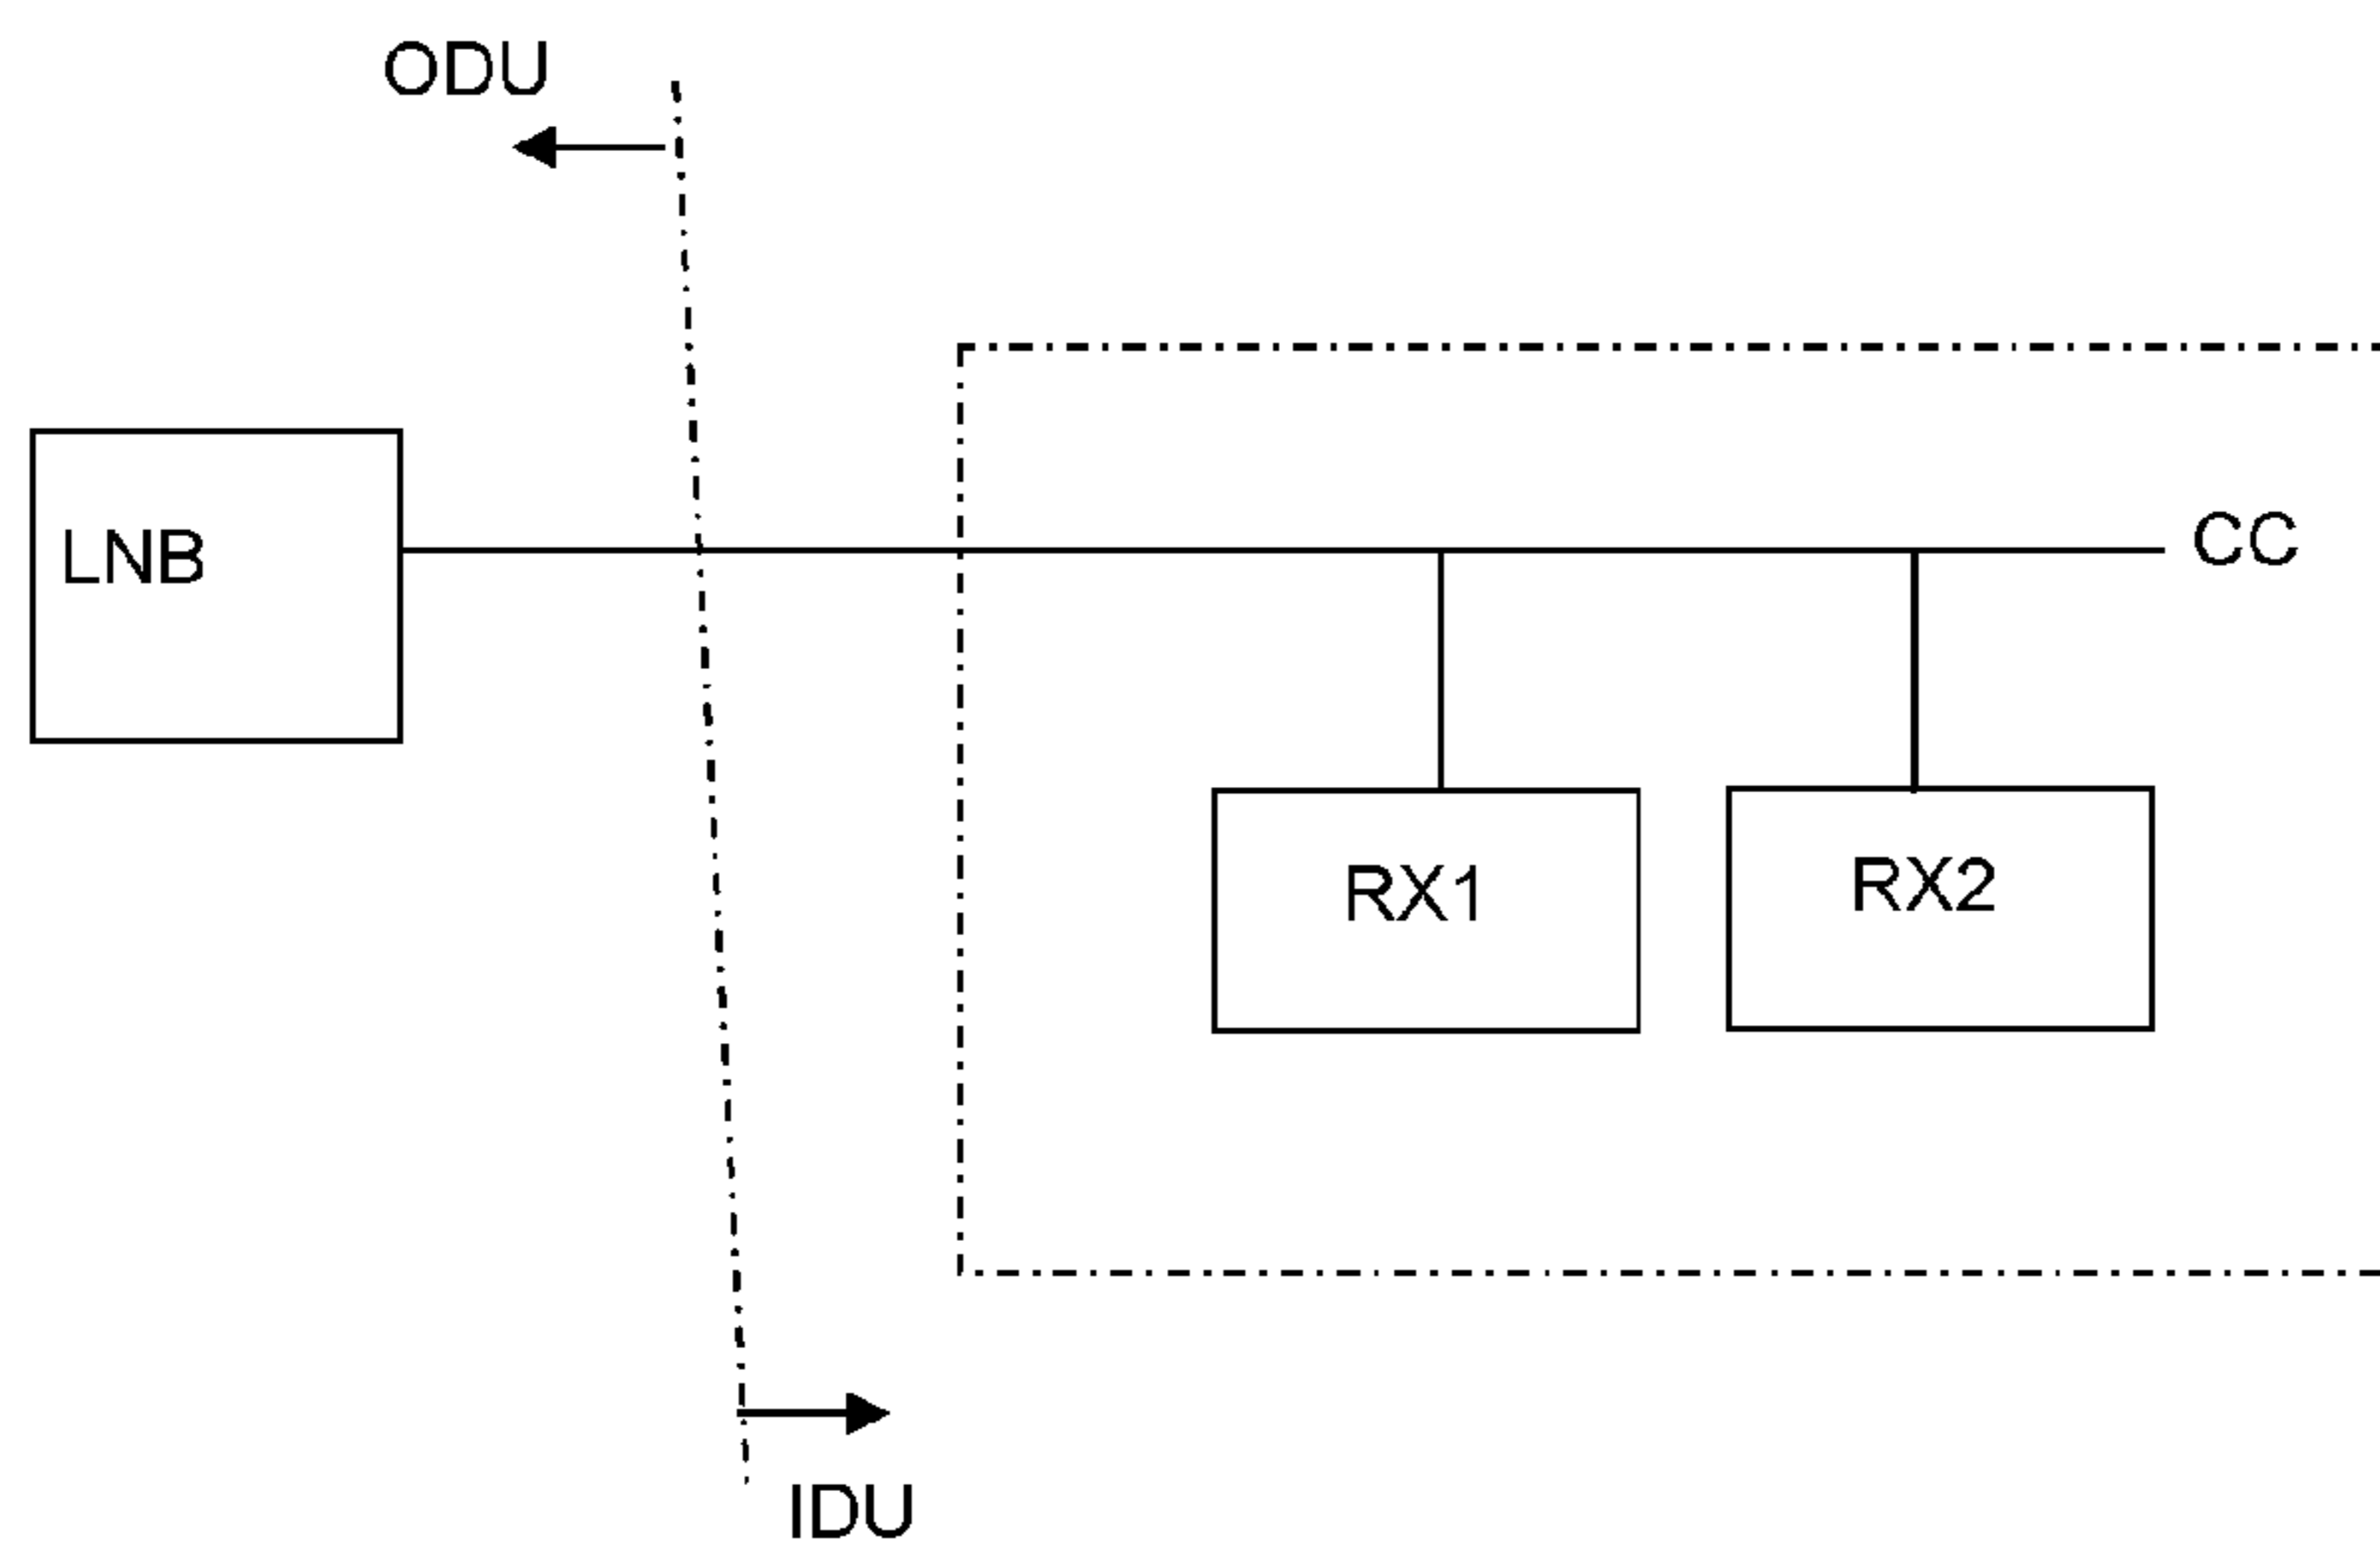 ODU
LNB
CC
RX1
RX2
IDU